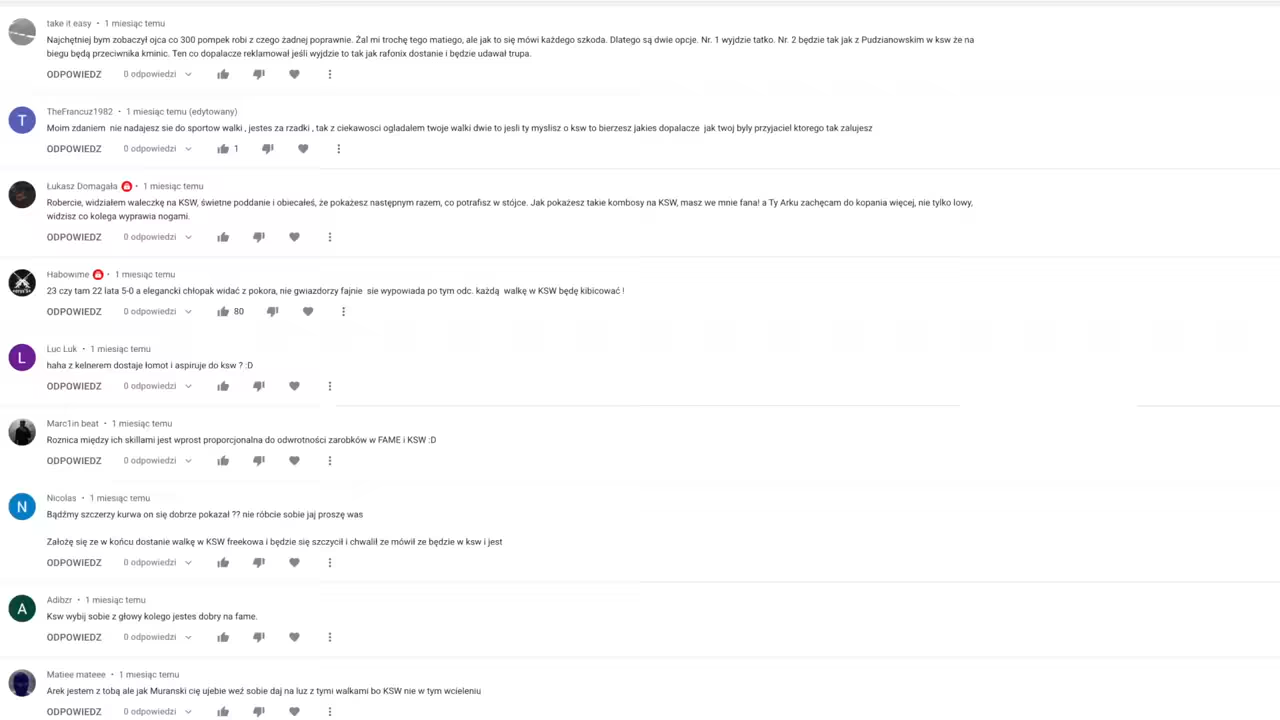 take it easy • 1 miesiąc temu
Najchętniej bym zobaczył ojca co 300 pompek robi z czego żadnej poprawnie. Żal mi trochę tego matiego, ale jak to się mówi każdego szkoda. Dlatego są dwie opcje. Nr. 1 wyjdzie tatko. Nr. 2 będzie tak jak z Pudzianowskim w ksw że na
biegu będą przeciwnika kminic. Ten co dopalacze reklamował jeśli wyjdzie to tak jak rafonix dostanie i będzie udawał trupa.
ODPOWIEDZ 0 odpowiedzi
T TheFrancuz1982 • 1 miesiąc temu (edytowany)
Moim zdaniem nie nadajesz sie do sportow walki , jestes za rzadki , tak z ciekawosci ogladalem twoje walki dwie to jesli ty myslisz o ksw to bierzesz jakies dopalacze jak twoj byly przyjaciel ktorego tak zalujesz
ODPOWIEDZ 0 odpowiedzi 1
Łukasz Domagała • 1 miesiąc temu
Robercie, widziałem waleczkę na KSW, świetne poddanie i obiecałeś, że pokażesz następnym razem, co potrafisz w stójce. Jak pokażesz takie kombosy na KSW, masz we mnie fana! a Ty Arku zachęcam do kopania więcej, nie tylko lowy,
widzisz co kolega wyprawia nogami.
ODPOWIEDZ 0 odpowiedzi
Habowime • 1 miesiąc temu
23 czy tam 22 lata 5-0 a elegancki chłopak widać z pokora, nie gwiazdorzy fajnie sie wypowiada po tym odc. każdą walkę w KSW będę kibicować !
ODPOWIEDZ 0 odpowiedzi 80
L Luc Luk • 1 miesiąc temu
haha z kelnerem dostaje łomot i aspiruje do ksw ? :D
ODPOWIEDZ 0 odpowiedzi
Marc1in beat • 1 miesiąc temu
Roznica między ich skillami jest wprost proporcjonalna do odwrotności zarobków w FAME i KSW :D
ODPOWIEDZ 0 odpowiedzi
N Nicolas • 1 miesiąc temu
Bądźmy szczerzy kurwa on się dobrze pokazał ?? nie róbcie sobie jaj proszę was
Założę się ze w końcu dostanie walkę w KSW freekowa i będzie się szczycił i chwalił ze mówił ze będzie w ksw i jest
ODPOWIEDZ 0 odpowiedzi
A Adibzr • 1 miesiąc temu
Ksw wybij sobie z głowy kolego jestes dobry na fame.
ODPOWIEDZ 0 odpowiedzi
Matiee mateee • 1 miesiąc temu
Arek jestem z tobą ale jak Muranski cię ujebie weź sobie daj na luz z tymi walkami bo KSW nie w tym wcieleniu
ODPOWIEDZ 0 odpowiedzi